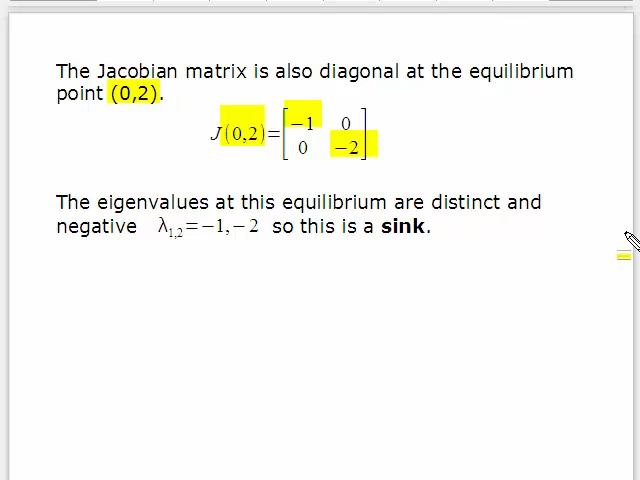 The Jacobian matrix is also diagonal at the equilibrium
point (0,2).
J(0,2)=[−1 0
0 −2]
The eigenvalues at this equilibrium are distinct and
negative λ1,2=−1,−2 so this is a sink.